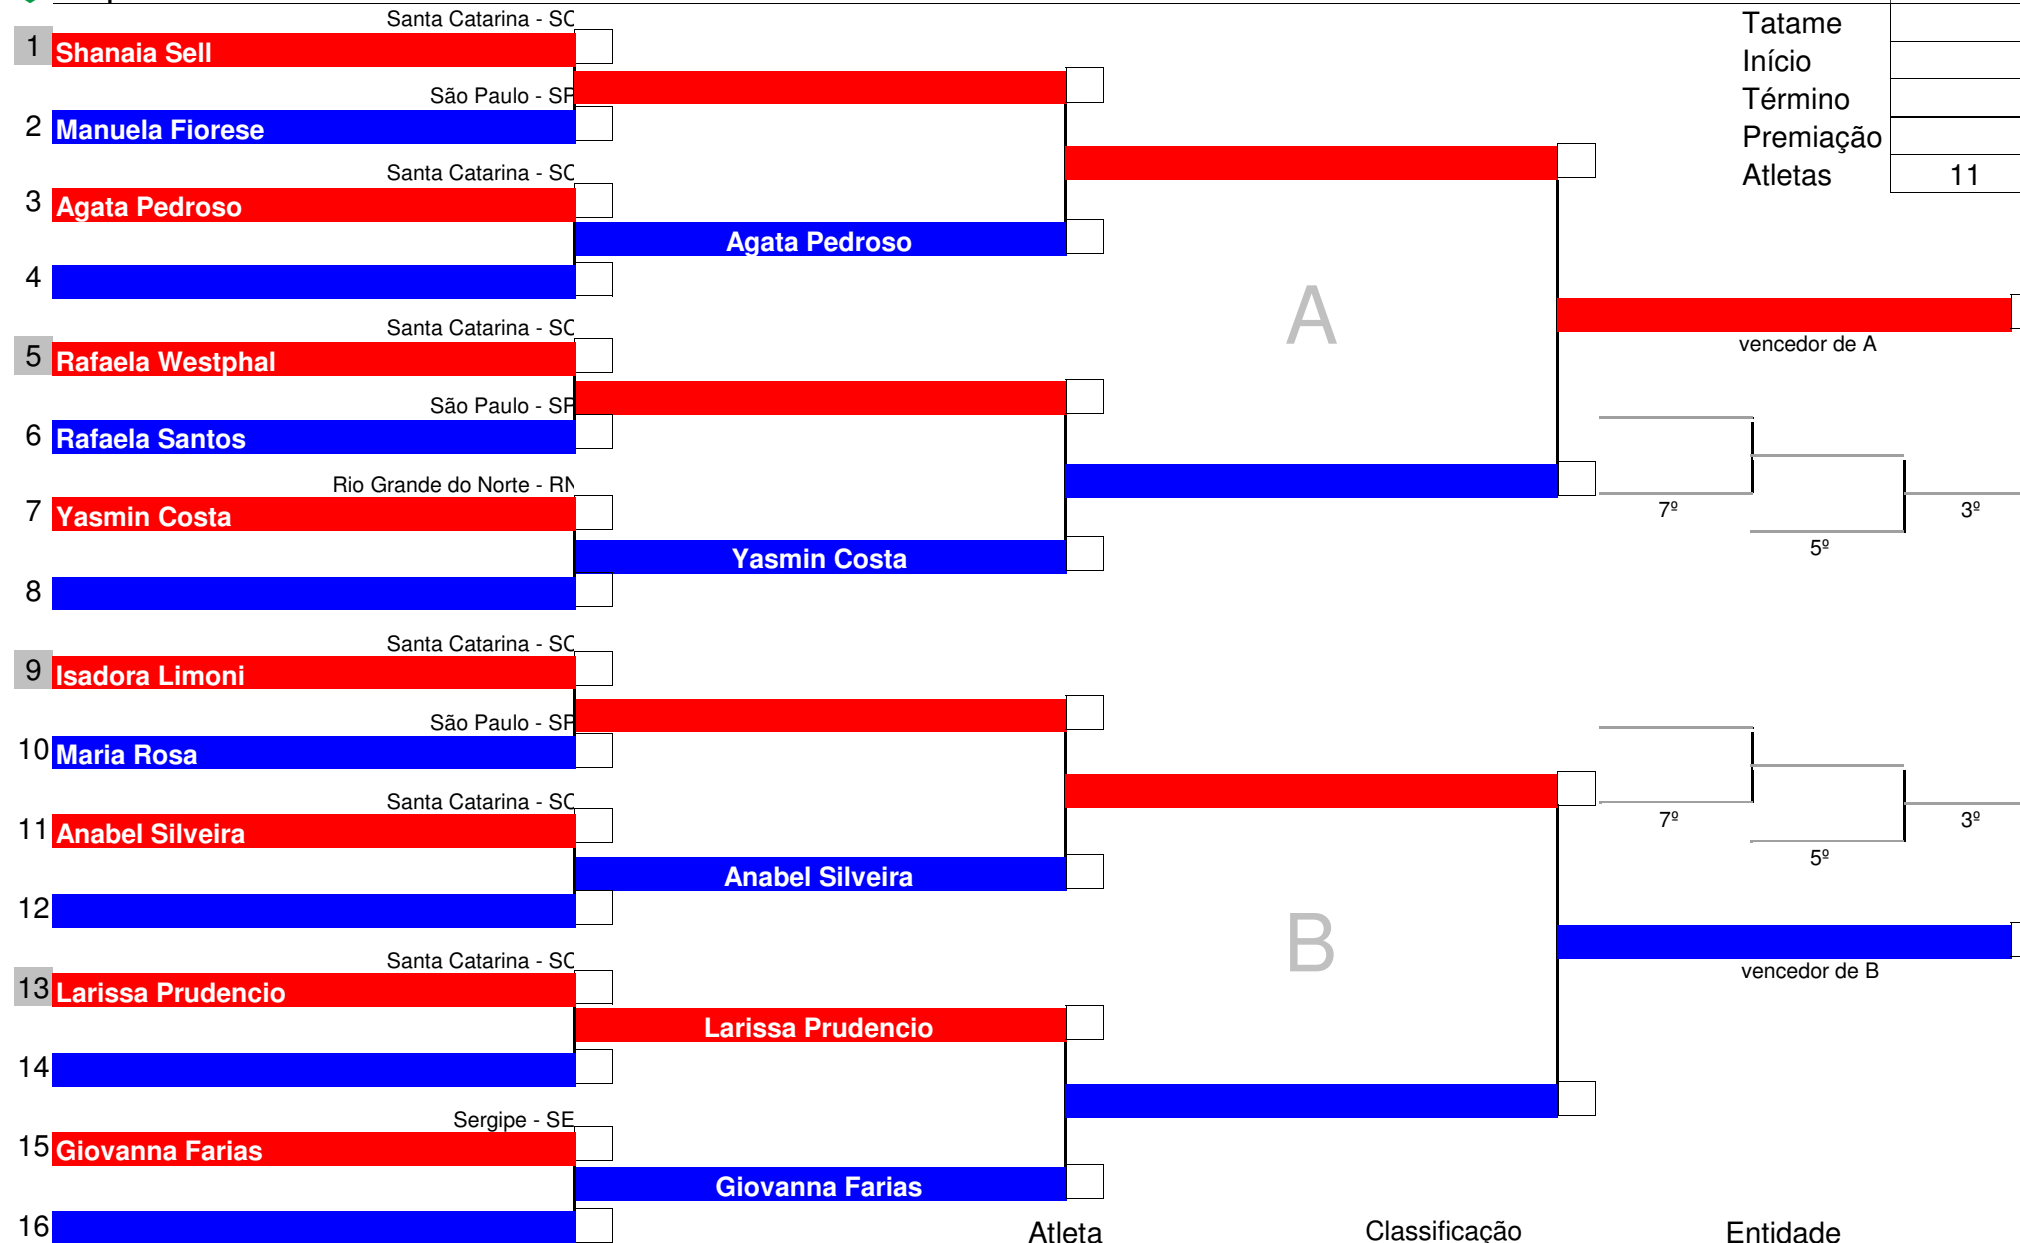 Santa Catarina - SC
1 Shanaia Sell
São Paulo - SP
2 Manuela Fiorese
Santa Catarina - SC
3 Agata Pedroso
Agata Pedroso
4
Santa Catarina - SC
5 Rafaela Westphal
São Paulo - SP
6 Rafaela Santos
Rio Grande do Norte - RN
7 Yasmin Costa
Yasmin Costa
8
Santa Catarina - SC
9 Isadora Limoni
São Paulo - SP
10 Maria Rosa
Santa Catarina - SC
11 Anabel Silveira
Anabel Silveira
12
Santa Catarina - SC
13 Larissa Prudencio
Larissa Prudencio
14
Sergipe - SE
15 Giovanna Farias
Giovanna Farias
16
A
B
Tatame
Início
Término
Premiação
Atletas 11
vencedor de A
7º
3º
5º
7º
3º
5º
vencedor de B
Atleta Classificação Entidade